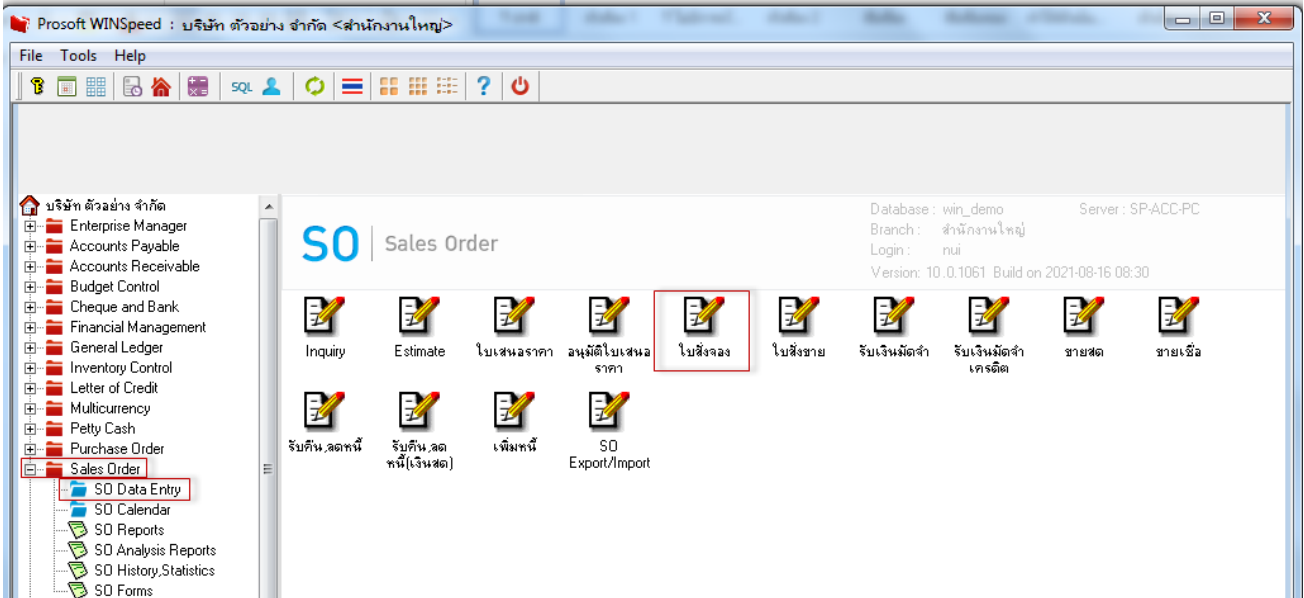 Prosoft WINSpeed : บริษัท ตัวอย่าง จำกัด <สำนักงานใหญ่>
File Tools Help
SQL
บริษัท ตัวอย่าง จำกัด
Enterprise Manager
Accounts Payable
Accounts Receivable
Budget Control
Cheque and Bank
Financial Management
General Ledger
Inventory Control
Letter of Credit
Multicurrency
Petty Cash
Purchase Order
Sales Order
SO Data Entry
SO Calendar
SO Reports
SO Analysis Reports
SO History,Statistics
SO Forms
SO Sales Order
Database : win_demo Server : SP-ACC-PC
Branch : สำนักงานใหญ่
Login : nui
Version: 10.0.1061 Build on 2021-08-16 08:30
Inquiry Estimate ใบเสนอราคา อนุมัติใบเสนอ ใบสั่งจอง ใบสั่งขาย รับเงินมัดจำ รับเงินมัดจำ ขายสด ขายเชื่อ
ราคา เครดิต
รับคืน,ลดหนี้ รับคืน,ลด เพิ่มหนี้ SO
หนี้(เงินสด) Export/Import